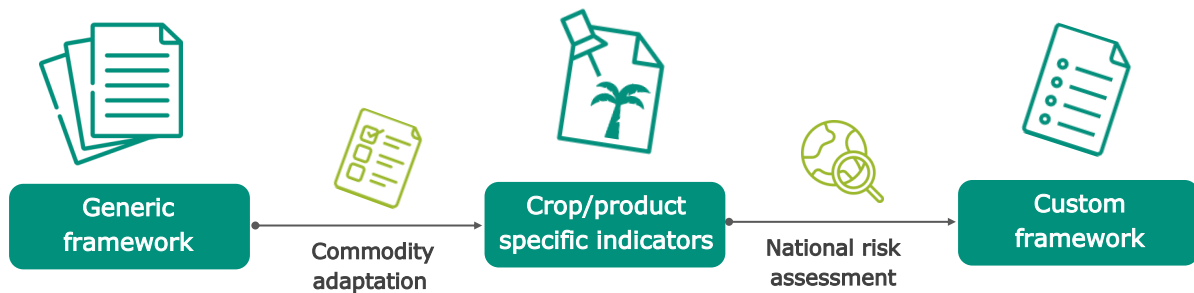 Generic
framework
Commodity
adaptation
Crop/product
specific indicators
National risk
assessment
Custom
framework